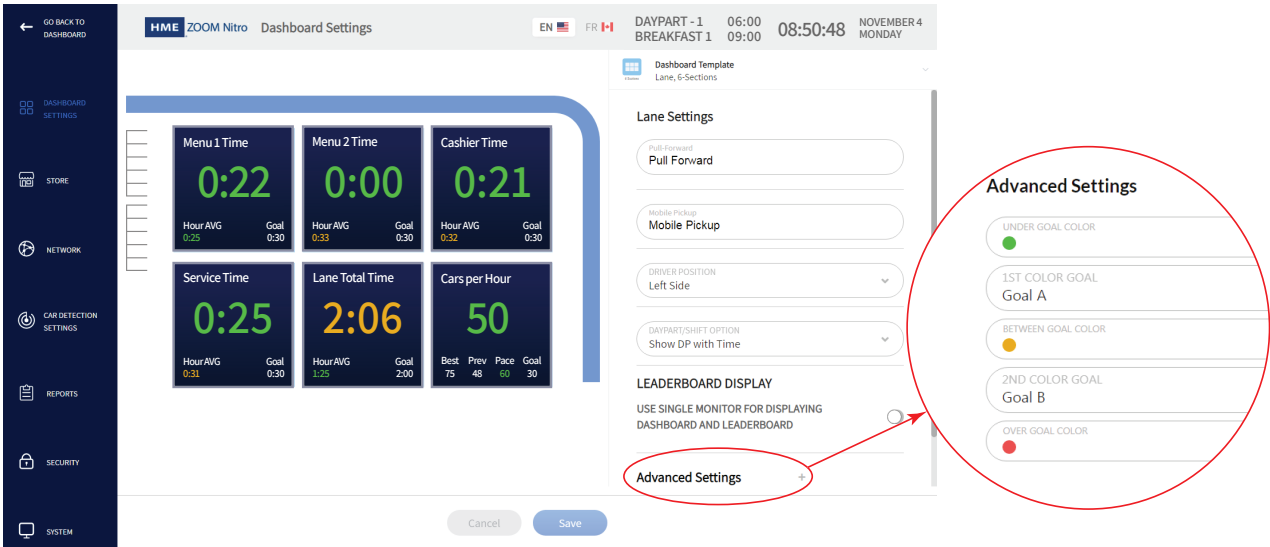 GO BACK TO
DASHBOARD
HME ZOOM Nitro Dashboard Settings
EN FR
DAYPART - 1 06:00
BREAKFAST 1 09:00
08:50:48
NOVEMBER 4
MONDAY
DASHBOARD
SETTINGS
STORE
NETWORK
CAR DETECTION
SETTINGS
REPORTS
SECURITY
SYSTEM
Menu 1 Time
0:22
Hour AVG Goal
0:25 0:30
Menu 2 Time
0:00
Hour AVG Goal
0:33 0:30
Cashier Time
0:21
Hour AVG Goal
0:32 0:30
Service Time
0:25
Hour AVG Goal
0:31 0:30
Lane Total Time
2:06
Hour AVG Goal
1:25 2:00
Cars per Hour
50
Best Prev Pace Goal
75 48 60 30
Dashboard Template
Lane, 6-Sections
Lane Settings
Pull-Forward
Pull Forward
Mobile Pickup
Mobile Pickup
DRIVER POSITION
Left Side
DAYPART/SHIFT OPTION
Show DP with Time
LEADERBOARD DISPLAY
USE SINGLE MONITOR FOR DISPLAYING
DASHBOARD AND LEADERBOARD
Advanced Settings +
Cancel Save
Advanced Settings
UNDER GOAL COLOR
1ST COLOR GOAL
Goal A
BETWEEN GOAL COLOR
2ND COLOR GOAL
Goal B
OVER GOAL COLOR